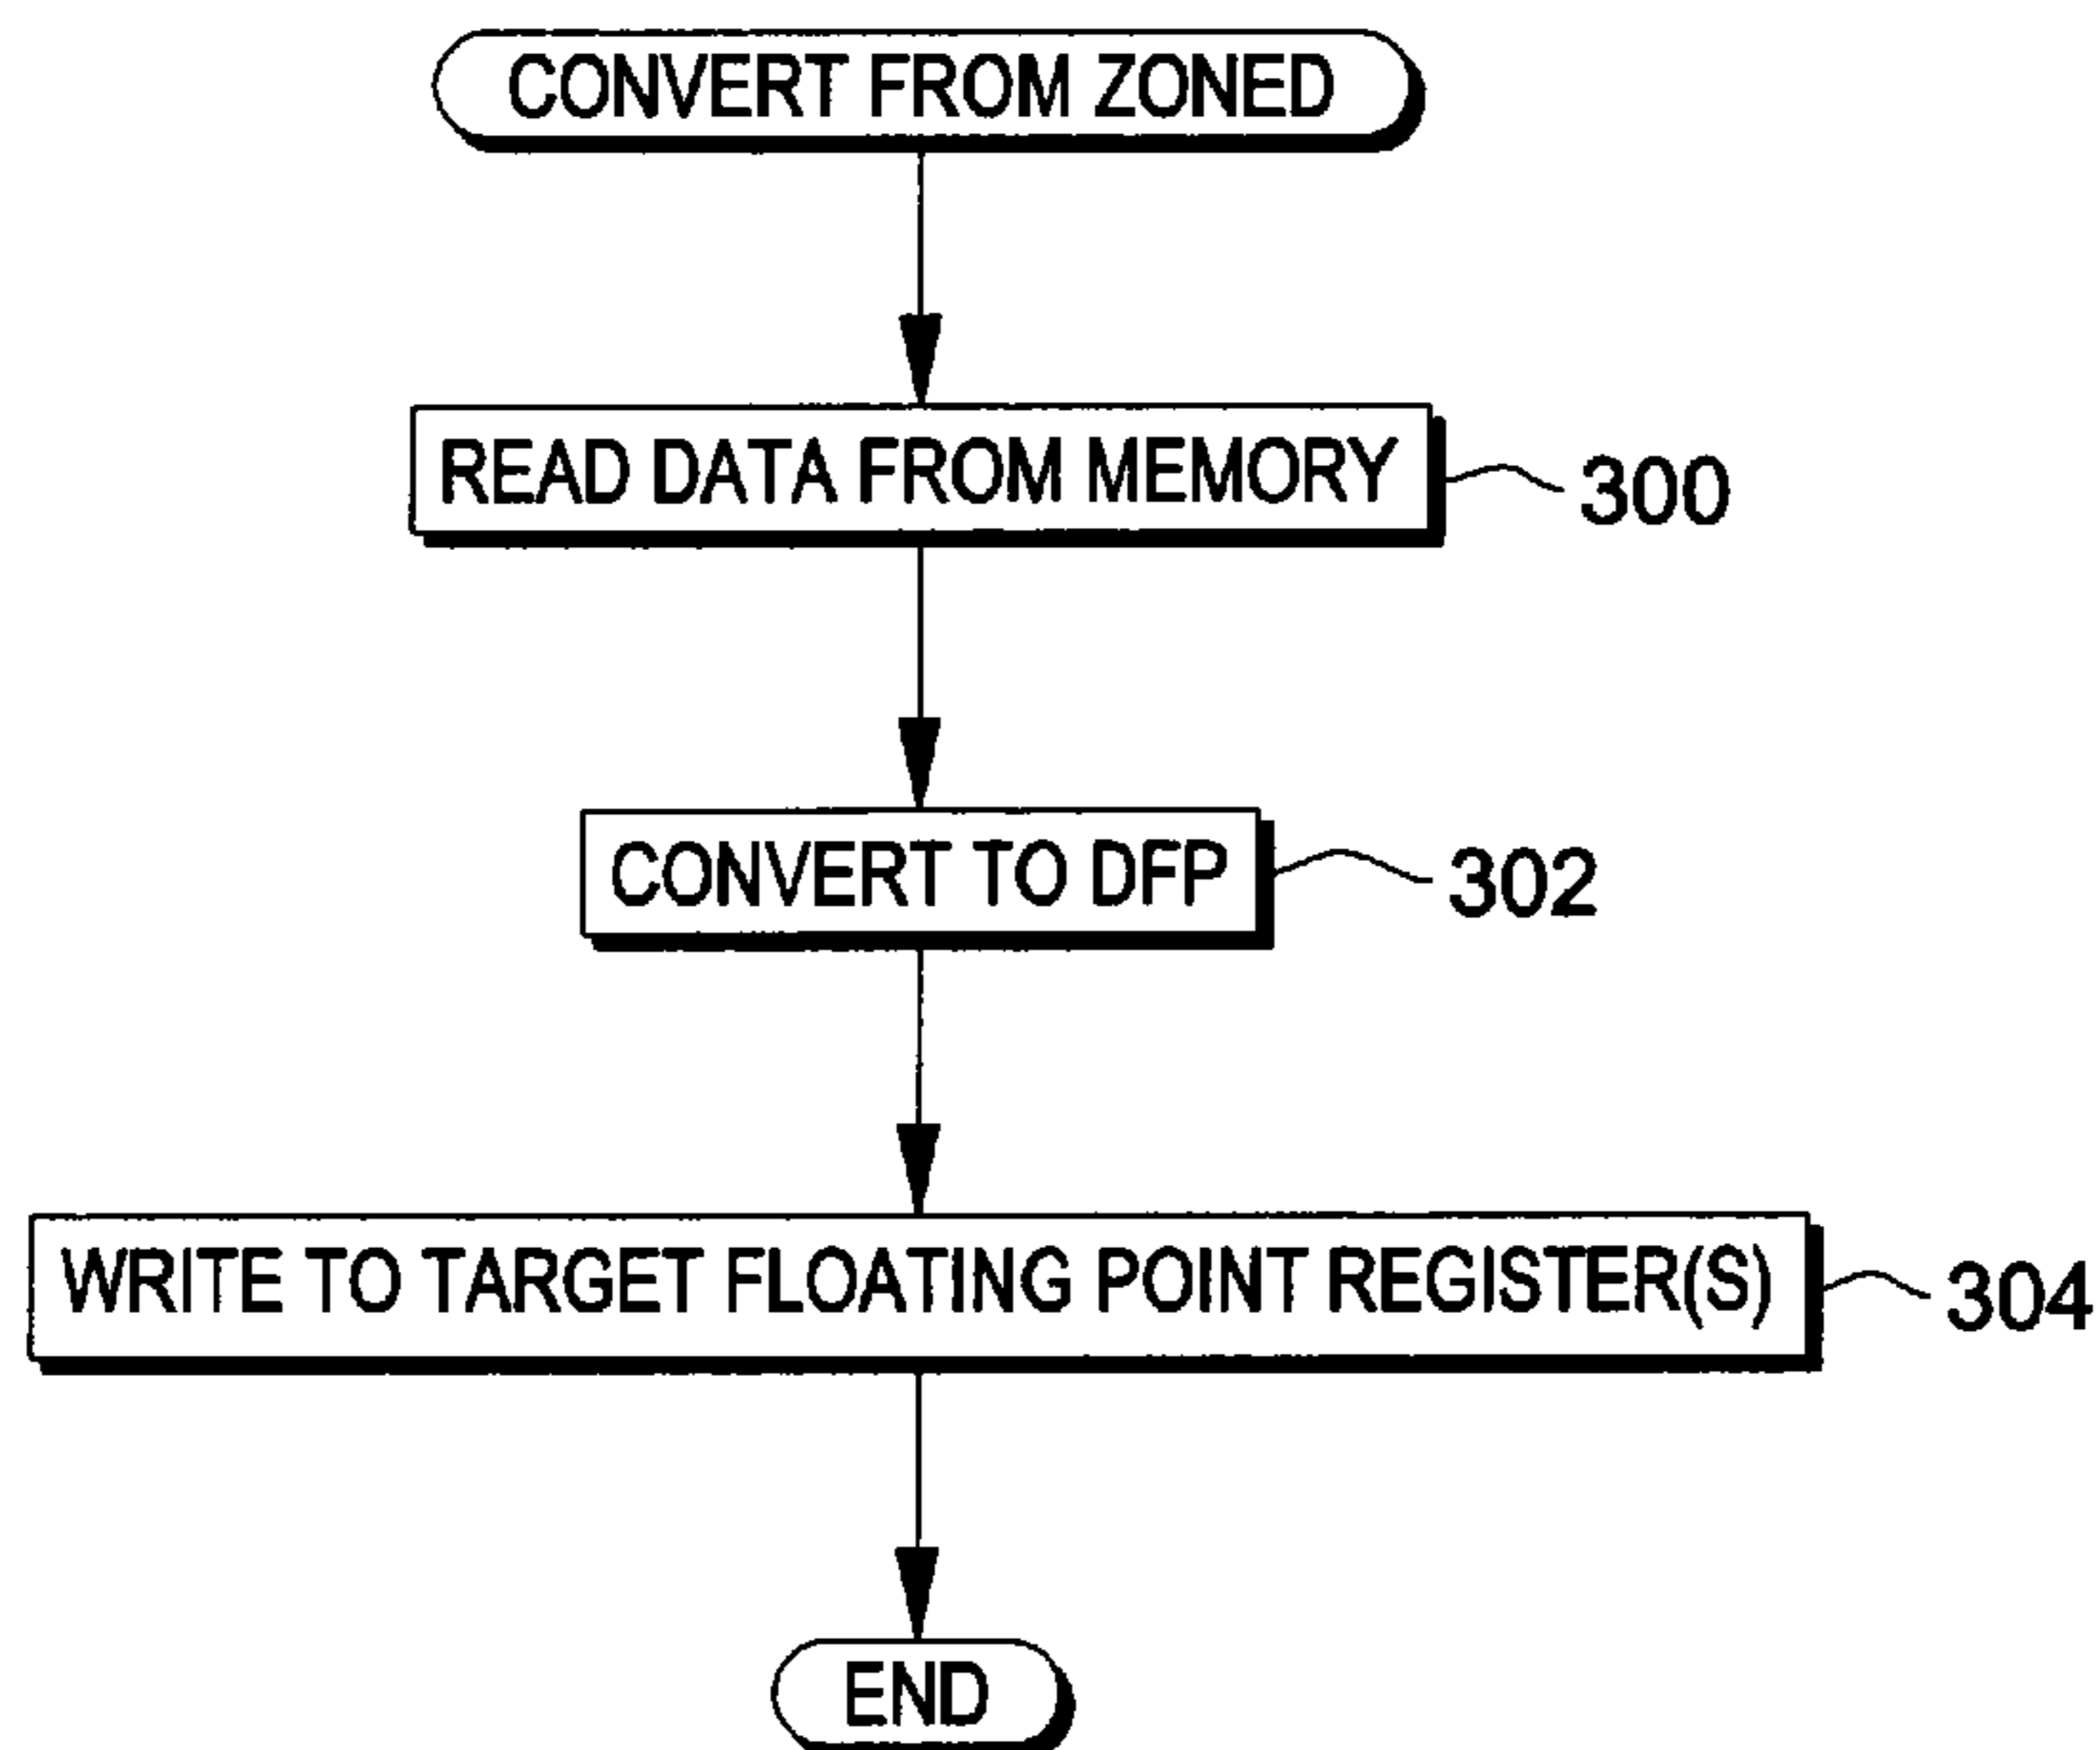 CONVERT FROM ZONED
READ DATA FROM MEMORY
300
CONVERT TO DFP
302
WRITE TO TARGET FLOATING POINT REGISTER(S)
304
END